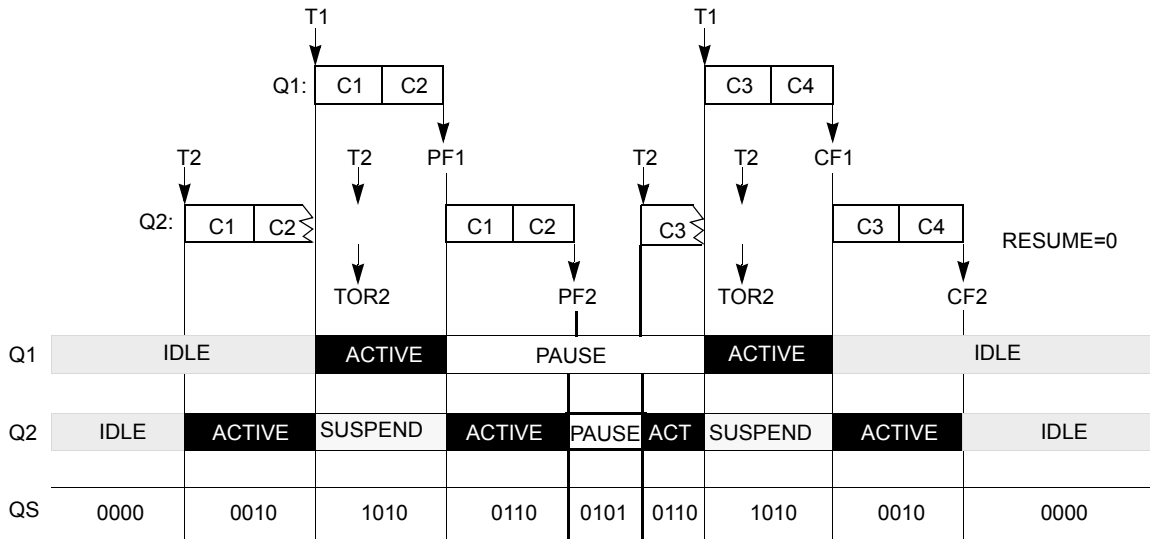 T1 T1
Q1: C1 C2 C3 C4
T2 T2 PF1 T2 T2 CF1
Q2: C1 C2 C1 C2 C3 C3 C4 RESUME=0
TOR2 PF2 TOR2 CF2
Q1 IDLE ACTIVE PAUSE ACTIVE IDLE
Q2 IDLE ACTIVE SUSPEND ACTIVE PAUSE ACT SUSPEND ACTIVE IDLE
QS 0000 0010 1010 0110 0101 0110 1010 0010 0000